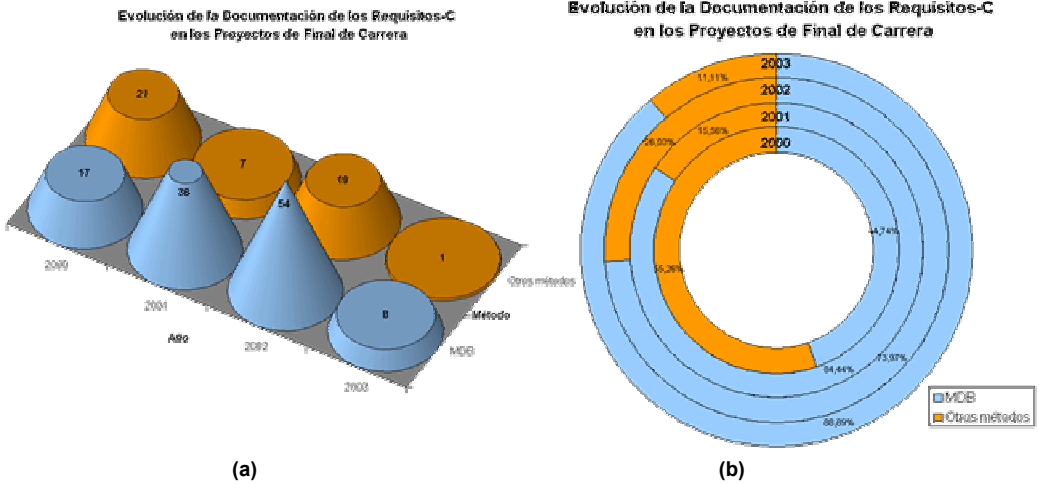 Evolución de la Documentación de los Requisitos-C
en los Proyectos de Final de Carrera
21
7
19
1
17
38
54
8
2000
2001
2002
2003
Año
Otros métodos
Método
MDB
(a)
Evolución de la Documentación de los Requisitos-C
en los Proyectos de Final de Carrera
2003
2002
2001
2000
11,11%
26,03%
15,56%
55,26%
44,74%
84,44%
73,97%
88,89%
MDB
Otros métodos
(b)